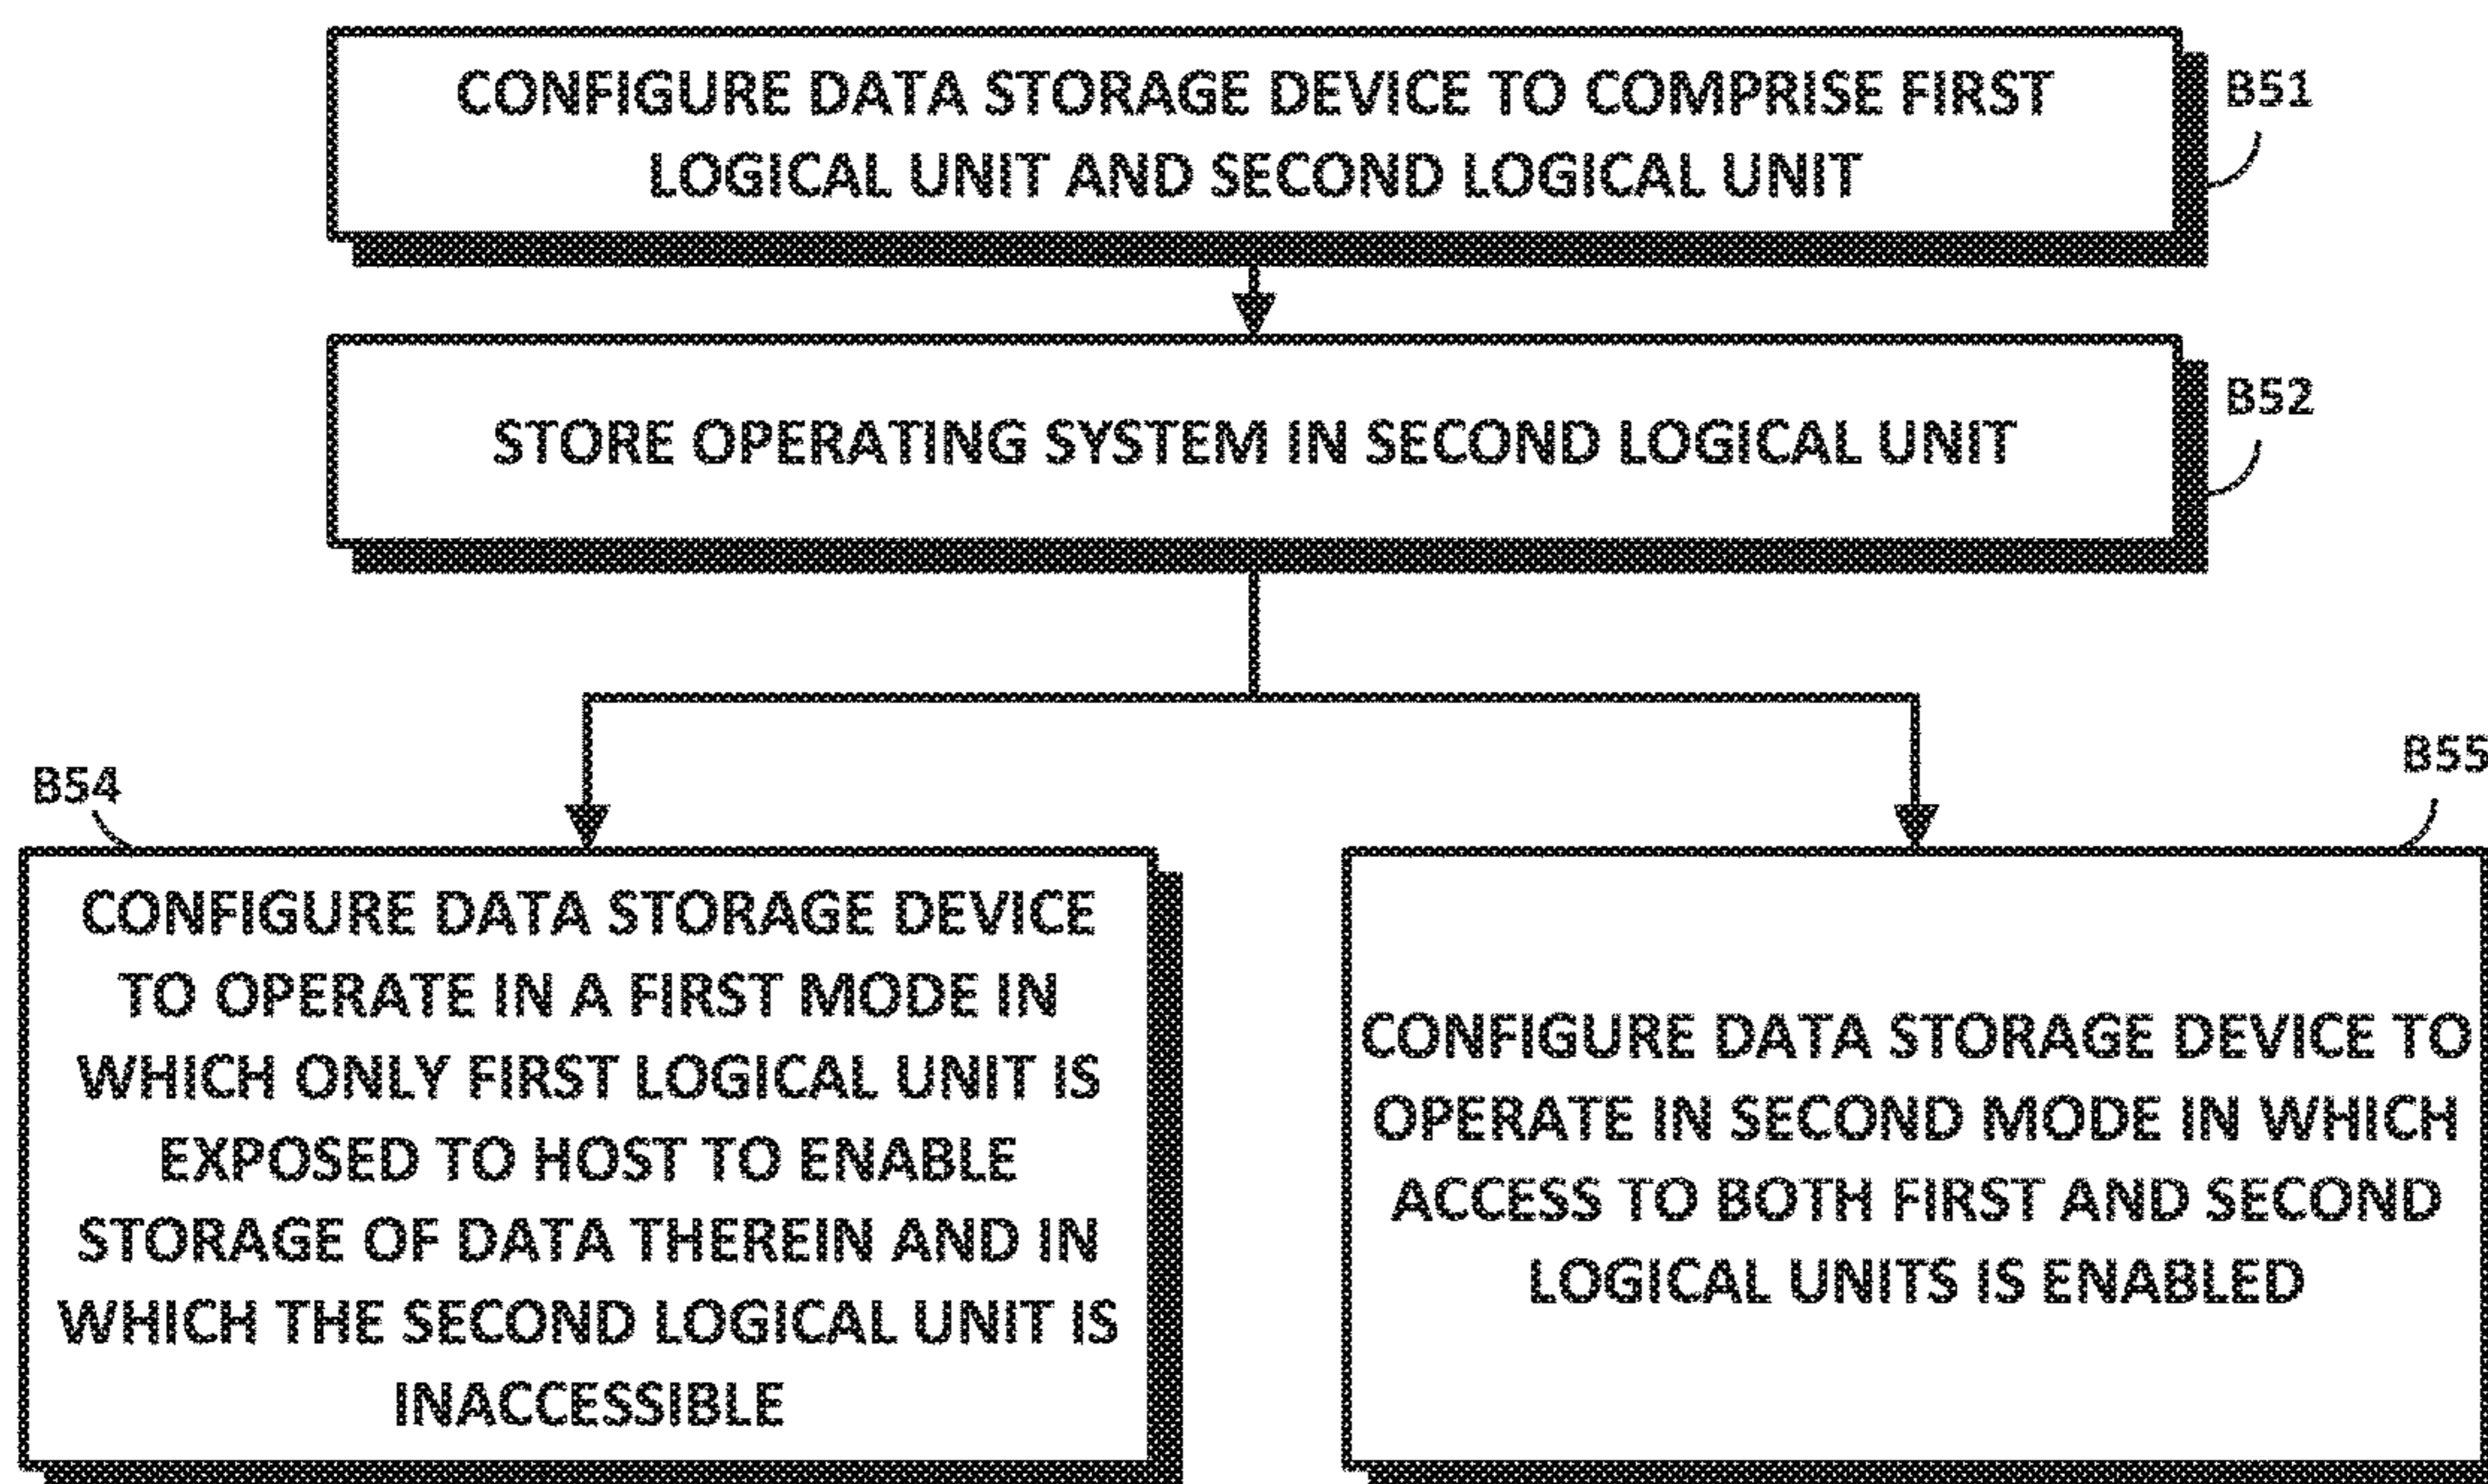 CONFIGURE DATA STORAGE DEVICE TO COMPRISE FIRST
LOGICAL UNIT AND SECOND LOGICAL UNIT
B51
STORE OPERATING SYSTEM IN SECOND LOGICAL UNIT
B52
B54
CONFIGURE DATA STORAGE DEVICE
TO OPERATE IN A FIRST MODE IN
WHICH ONLY FIRST LOGICAL UNIT IS
EXPOSED TO HOST TO ENABLE
STORAGE OF DATA THEREIN AND IN
WHICH THE SECOND LOGICAL UNIT IS
INACCESSIBLE
B55
CONFIGURE DATA STORAGE DEVICE TO
OPERATE IN SECOND MODE IN WHICH
ACCESS TO BOTH FIRST AND SECOND
LOGICAL UNITS IS ENABLED